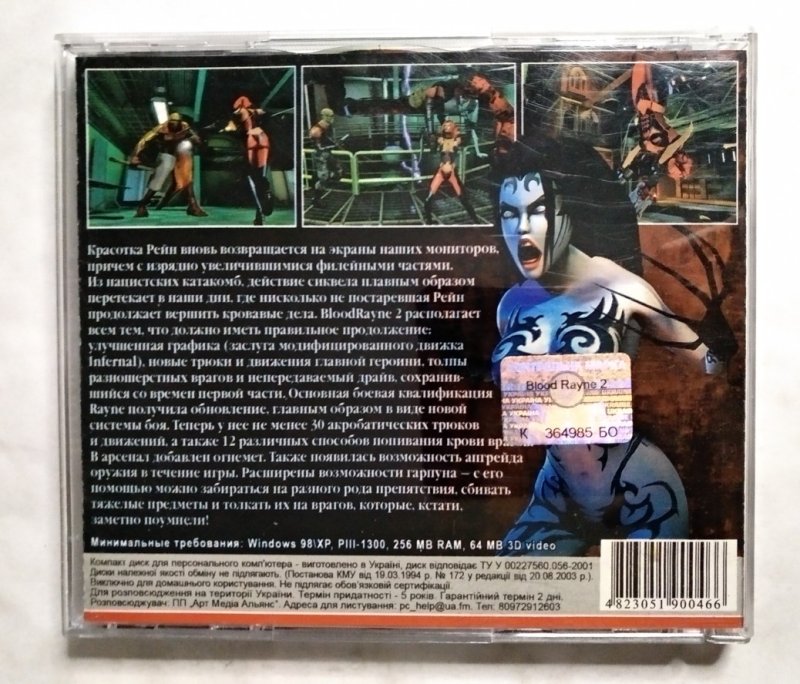 Красотка Рейн вновь возвращается на экраны наших мониторов,
причем с изрядно увеличившимися филейными частями.
Из нацистских катакомб, действие сиквела плавным образом
перетекает в наши дни, где нисколько не постаревшая Рейн
продолжает вершить кровавые дела. BloodRayne 2 располагает
всем тем, что должно иметь правильное продолжение:
улучшенная графика (заслуга модифицированного движка
Infernal), новые трюки и движения главной героини, толпы
разношерстных врагов и непередаваемый драйв, сохранив-
шийся со времен первой части. Основная боевая квалификация
Rayne получила обновление, главным образом в виде новой
системы боя. Теперь у нее не менее 30 акробатических трюков
и движений, а также 12 различных способов попивания крови
В арсенал добавлен огнемет. Также появилась возможность апгрейда
оружия в течение игры. Расширены возможности гарпуна – с его
помощью можно забираться на разного рода препятствия, сбивать
тяжелые предметы и толкать их на врагов, которые, кстати,
заметно поумнели!
Blood Rayne 2
УКРАЇНА УКРАЇНА
К 364985 БО
Минимальные требования: Windows 98\XP, PIII-1300, 256 MB RAM, 64 MB 3D video
Компакт диск для персонального комп'ютера - виготовлено в Україні, диск відповідає ТУ У 00227560.056-2001
Диски належної якості обміну не підлягають. (Постанова КМУ від 19.03.1994 р. № 172 у редакції від 20.08.2003 р.).
Виключно для домашнього користування. Не підлягає обов'язковій сертифікації.
Для розповсюдження на території України. Термін придатності - 5 років. Гарантійний термін 2 дні.
Розповсюджувач: ПП „Арт Медіа Альянс". Адреса для листування: pc_help@ua.fm. Тел: 80972912603
4 823051 900466